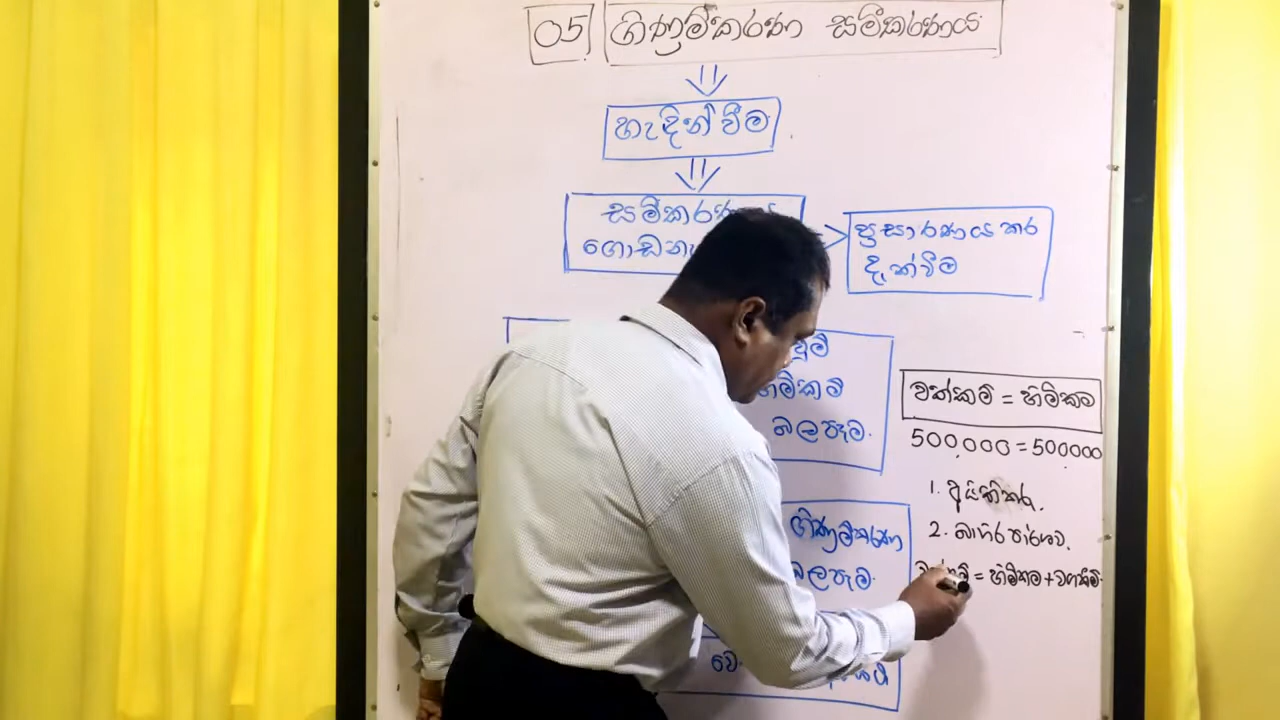 05 ගිණුම්කරණ සමීකරණය
හැඳින්වීම
සමීකරණය
ප්‍රසාරණය කර
දැක්වීම
හිමිකම්
බලපෑම.
වත්කම් = හිමිකම
500,000 = 500000
1. අයිතිකරු.
2. බාහිර පාර්ශව.
ගිණුම්කරණ
බලපෑම.
= හිමිකම + වගකීම්